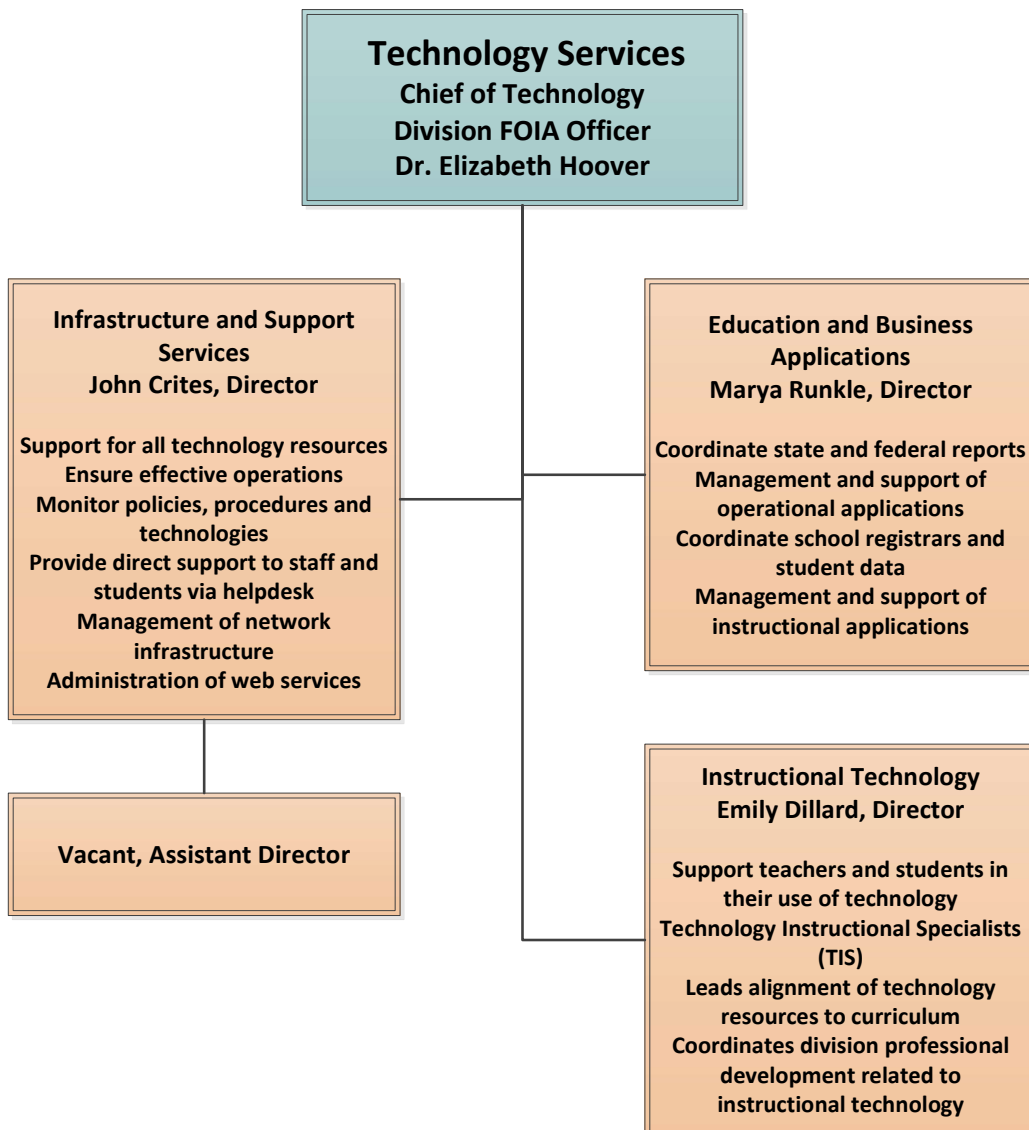 Technology Services
Chief of Technology
Division FOIA Officer
Dr. Elizabeth Hoover
Infrastructure and Support
Services
John Crites, Director
Support for all technology resources
Ensure effective operations
Monitor policies, procedures and
technologies
Provide direct support to staff and
students via helpdesk
Management of network
infrastructure
Administration of web services
Vacant, Assistant Director
Education and Business
Applications
Marya Runkle, Director
Coordinate state and federal reports
Management and support of
operational applications
Coordinate school registrars and
student data
Management and support of
instructional applications
Instructional Technology
Emily Dillard, Director
Support teachers and students in
their use of technology
Technology Instructional Specialists
(TIS)
Leads alignment of technology
resources to curriculum
Coordinates division professional
development related to
instructional technology